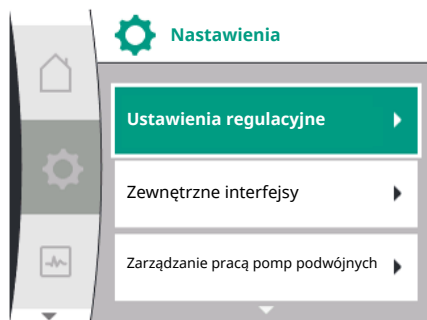 Nastawienia
Ustawienia regulacyjne
Zewnętrzne interfejsy
Zarządzanie pracą pomp podwójnych